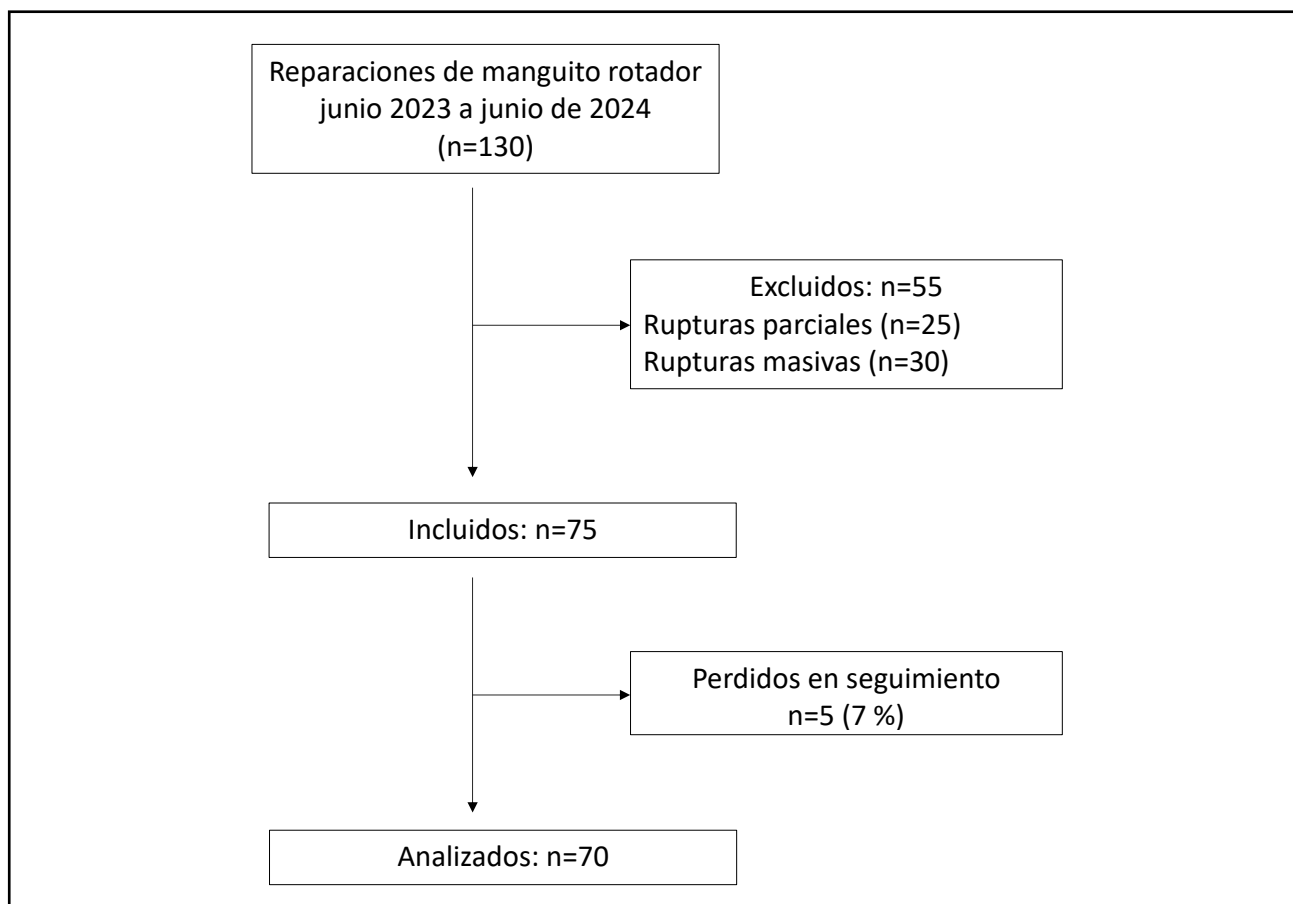 Reparaciones de manguito rotador
junio 2023 a junio de 2024
(n=130)
Excluidos: n=55
Rupturas parciales (n=25)
Rupturas masivas (n=30)
Incluidos: n=75
Perdidos en seguimiento
n=5 (7 %)
Analizados: n=70